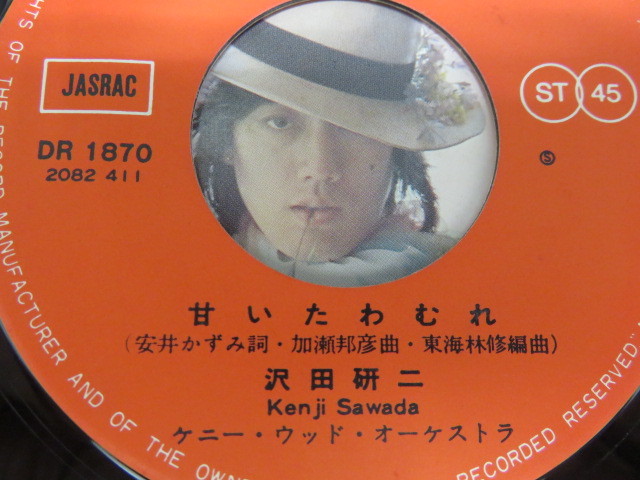 JASRAC
DR 1870
2082 411
ST 45
Ⓢ
甘いたわむれ
(安井かずみ詞・加瀬邦彦曲・東海林修編曲)
沢田研二
Kenji Sawada
ケニー・ウッド・オーケストラ
OF THE RECORD MANUFACTURER AND OF THE
RECORDED RESERVED.